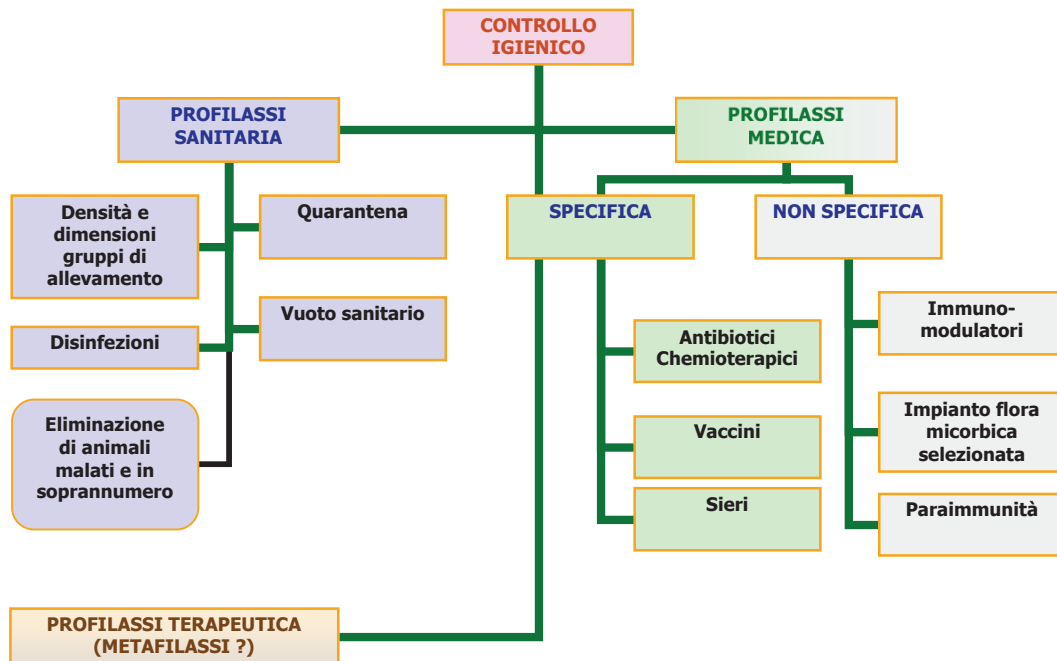 CONTROLLO
IGIENICO
PROFILASSI
SANITARIA
PROFILASSI
MEDICA
Densità e
dimensioni
gruppi di
allevamento
Quarantena
SPECIFICA
NON SPECIFICA
Disinfezioni
Vuoto sanitario
Antibiotici
Chemioterapici
Immuno-
modulatori
Eliminazione
di animali
malati e in
soprannumero
Vaccini
Impianto flora
micorbica
selezionata
Sieri
Paraimmunità
PROFILASSI TERAPEUTICA
(METAFILASSI ?)